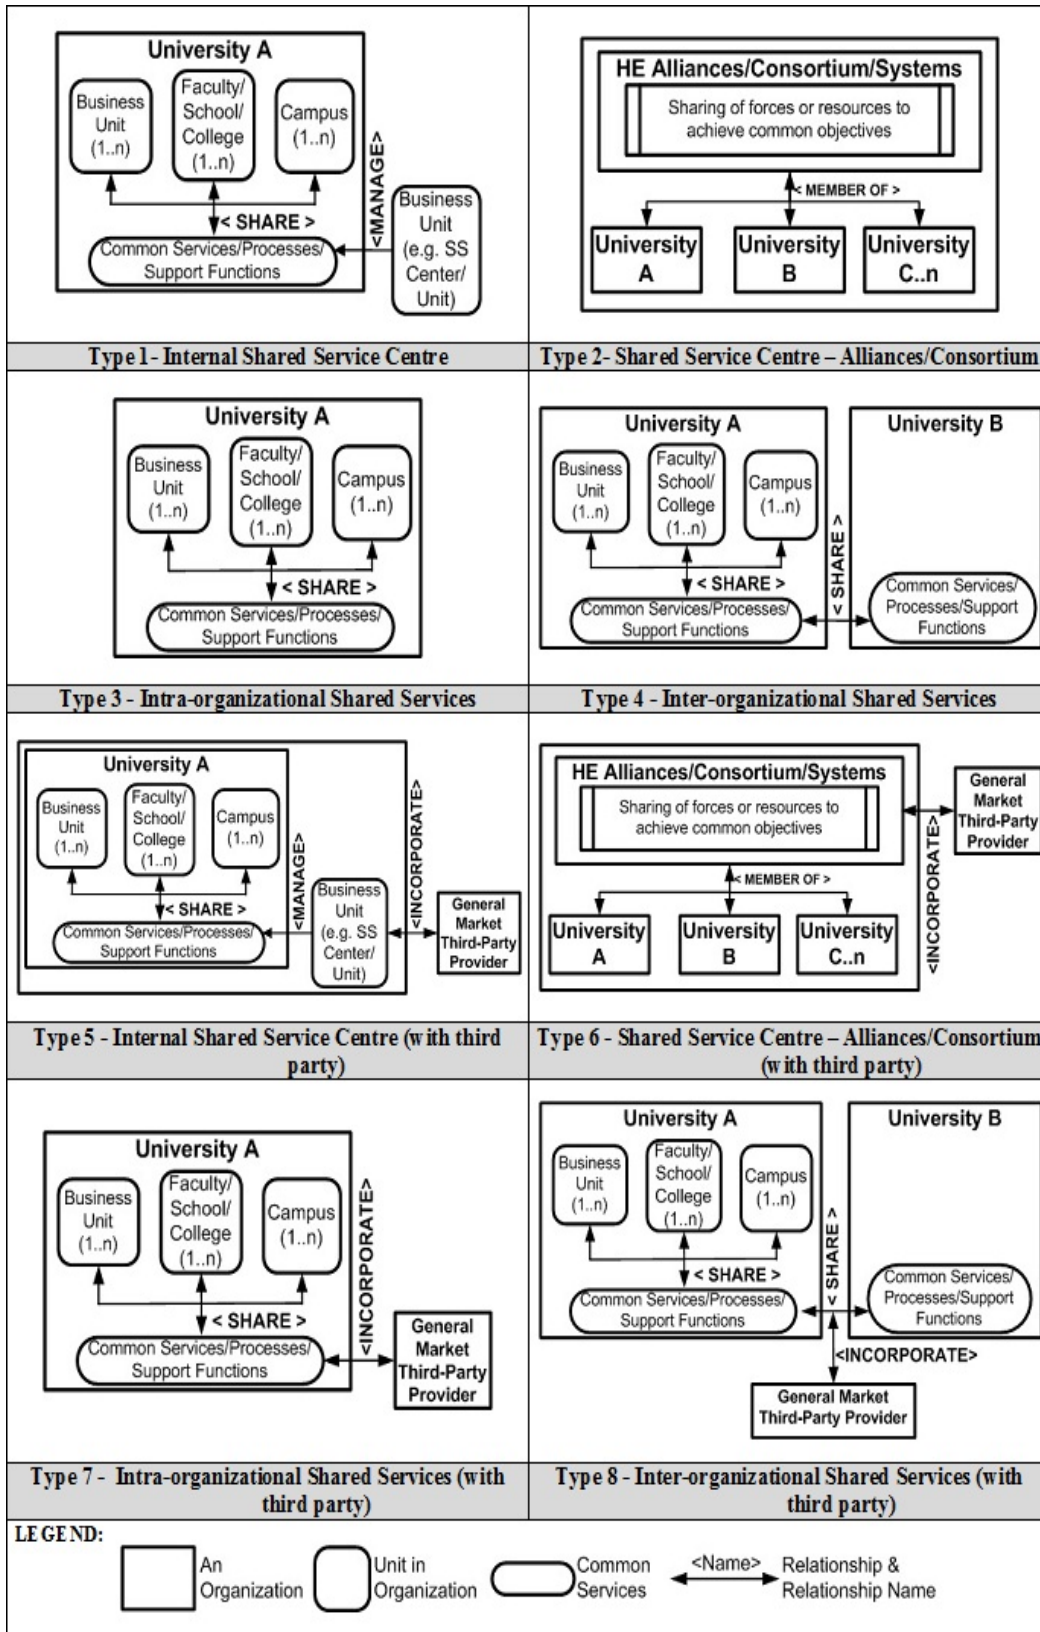 University A
Business
Unit
(1..n)
Faculty/
School/
College
(1..n)
Campus
(1..n)
< SHARE >
Common Services/Processes/
Support Functions
<MANAGE>
Business
Unit
(e.g. SS
Center/
Unit)
Type 1- Internal Shared Service Centre
HE Alliances/Consortium/Systems
Sharing of forces or resources to
achieve common objectives
< MEMBER OF >
University
A
University
B
University
C..n
Type 2- Shared Service Centre – Alliances/Consortium
University A
Business
Unit
(1..n)
Faculty/
School/
College
(1..n)
Campus
(1..n)
< SHARE >
Common Services/Processes/
Support Functions
Type 3 - Intra-organizational Shared Services
University A
Business
Unit
(1..n)
Faculty/
School/
College
(1..n)
Campus
(1..n)
< SHARE >
Common Services/Processes/
Support Functions
< SHARE >
University B
Common Services/
Processes/Support
Functions
Type 4 - Inter-organizational Shared Services
University A
Business
Unit
(1..n)
Faculty/
School/
College
(1..n)
Campus
(1..n)
< SHARE >
Common Services/Processes/
Support Functions
<MANAGE>
Business
Unit
(e.g. SS
Center/
Unit)
<INCORPORATE>
General
Market
Third-Party
Provider
Type 5 - Internal Shared Service Centre (with third
party)
HE Alliances/Consortium/Systems
Sharing of forces or resources to
achieve common objectives
< MEMBER OF >
University
A
University
B
University
C..n
<INCORPORATE>
General
Market
Third-Party
Provider
Type 6 - Shared Service Centre – Alliances/Consortium
(with third party)
University A
Business
Unit
(1..n)
Faculty/
School/
College
(1..n)
Campus
(1..n)
< SHARE >
Common Services/Processes/
Support Functions
<INCORPORATE>
General
Market
Third-Party
Provider
Type 7 - Intra-organizational Shared Services (with
third party)
University A
Business
Unit
(1..n)
Faculty/
School/
College
(1..n)
Campus
(1..n)
< SHARE >
Common Services/Processes/
Support Functions
< SHARE >
University B
Common Services/
Processes/Support
Functions
<INCORPORATE>
General Market
Third-Party Provider
Type 8 - Inter-organizational Shared Services (with
third party)
LEGEND:
An
Organization
Unit in
Organization
Common
Services
<Name>
Relationship &
Relationship Name